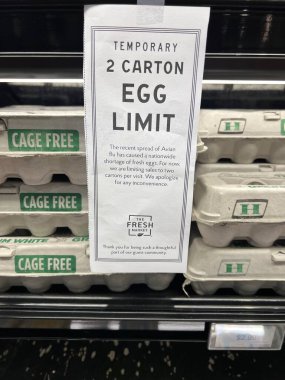 TEMPORARY
2 CARTON
EGG
LIMIT
The recent spread of Asian
flu has caused a nationwide
shortage of fresh eggs. For now,
we are limiting sales to two
cartons per visit. We apologize
for any inconvenience.
THE
FRESH
MARKET
Thank you for being such a thoughtful
part of our guest community.
CAGE FREE
CAGE FREE
WHITE
CAGE FREE
H
H
H